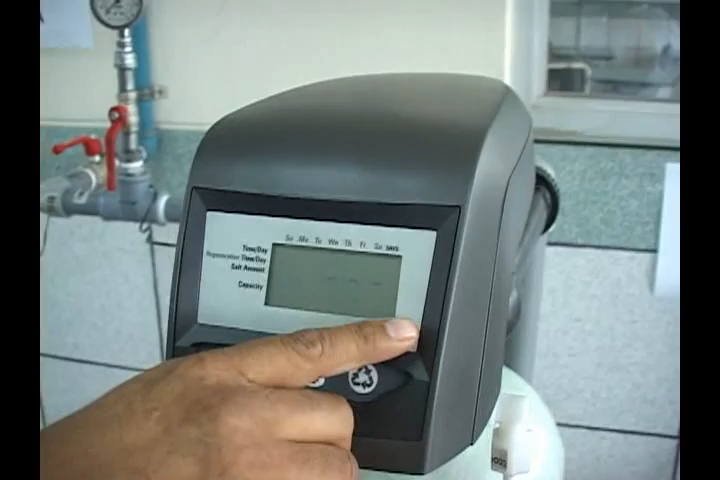 Su Mo Tu We Th Fr Sa DAYS
Time/Day
Regeneration Time/Day
Salt Amount
Capacity